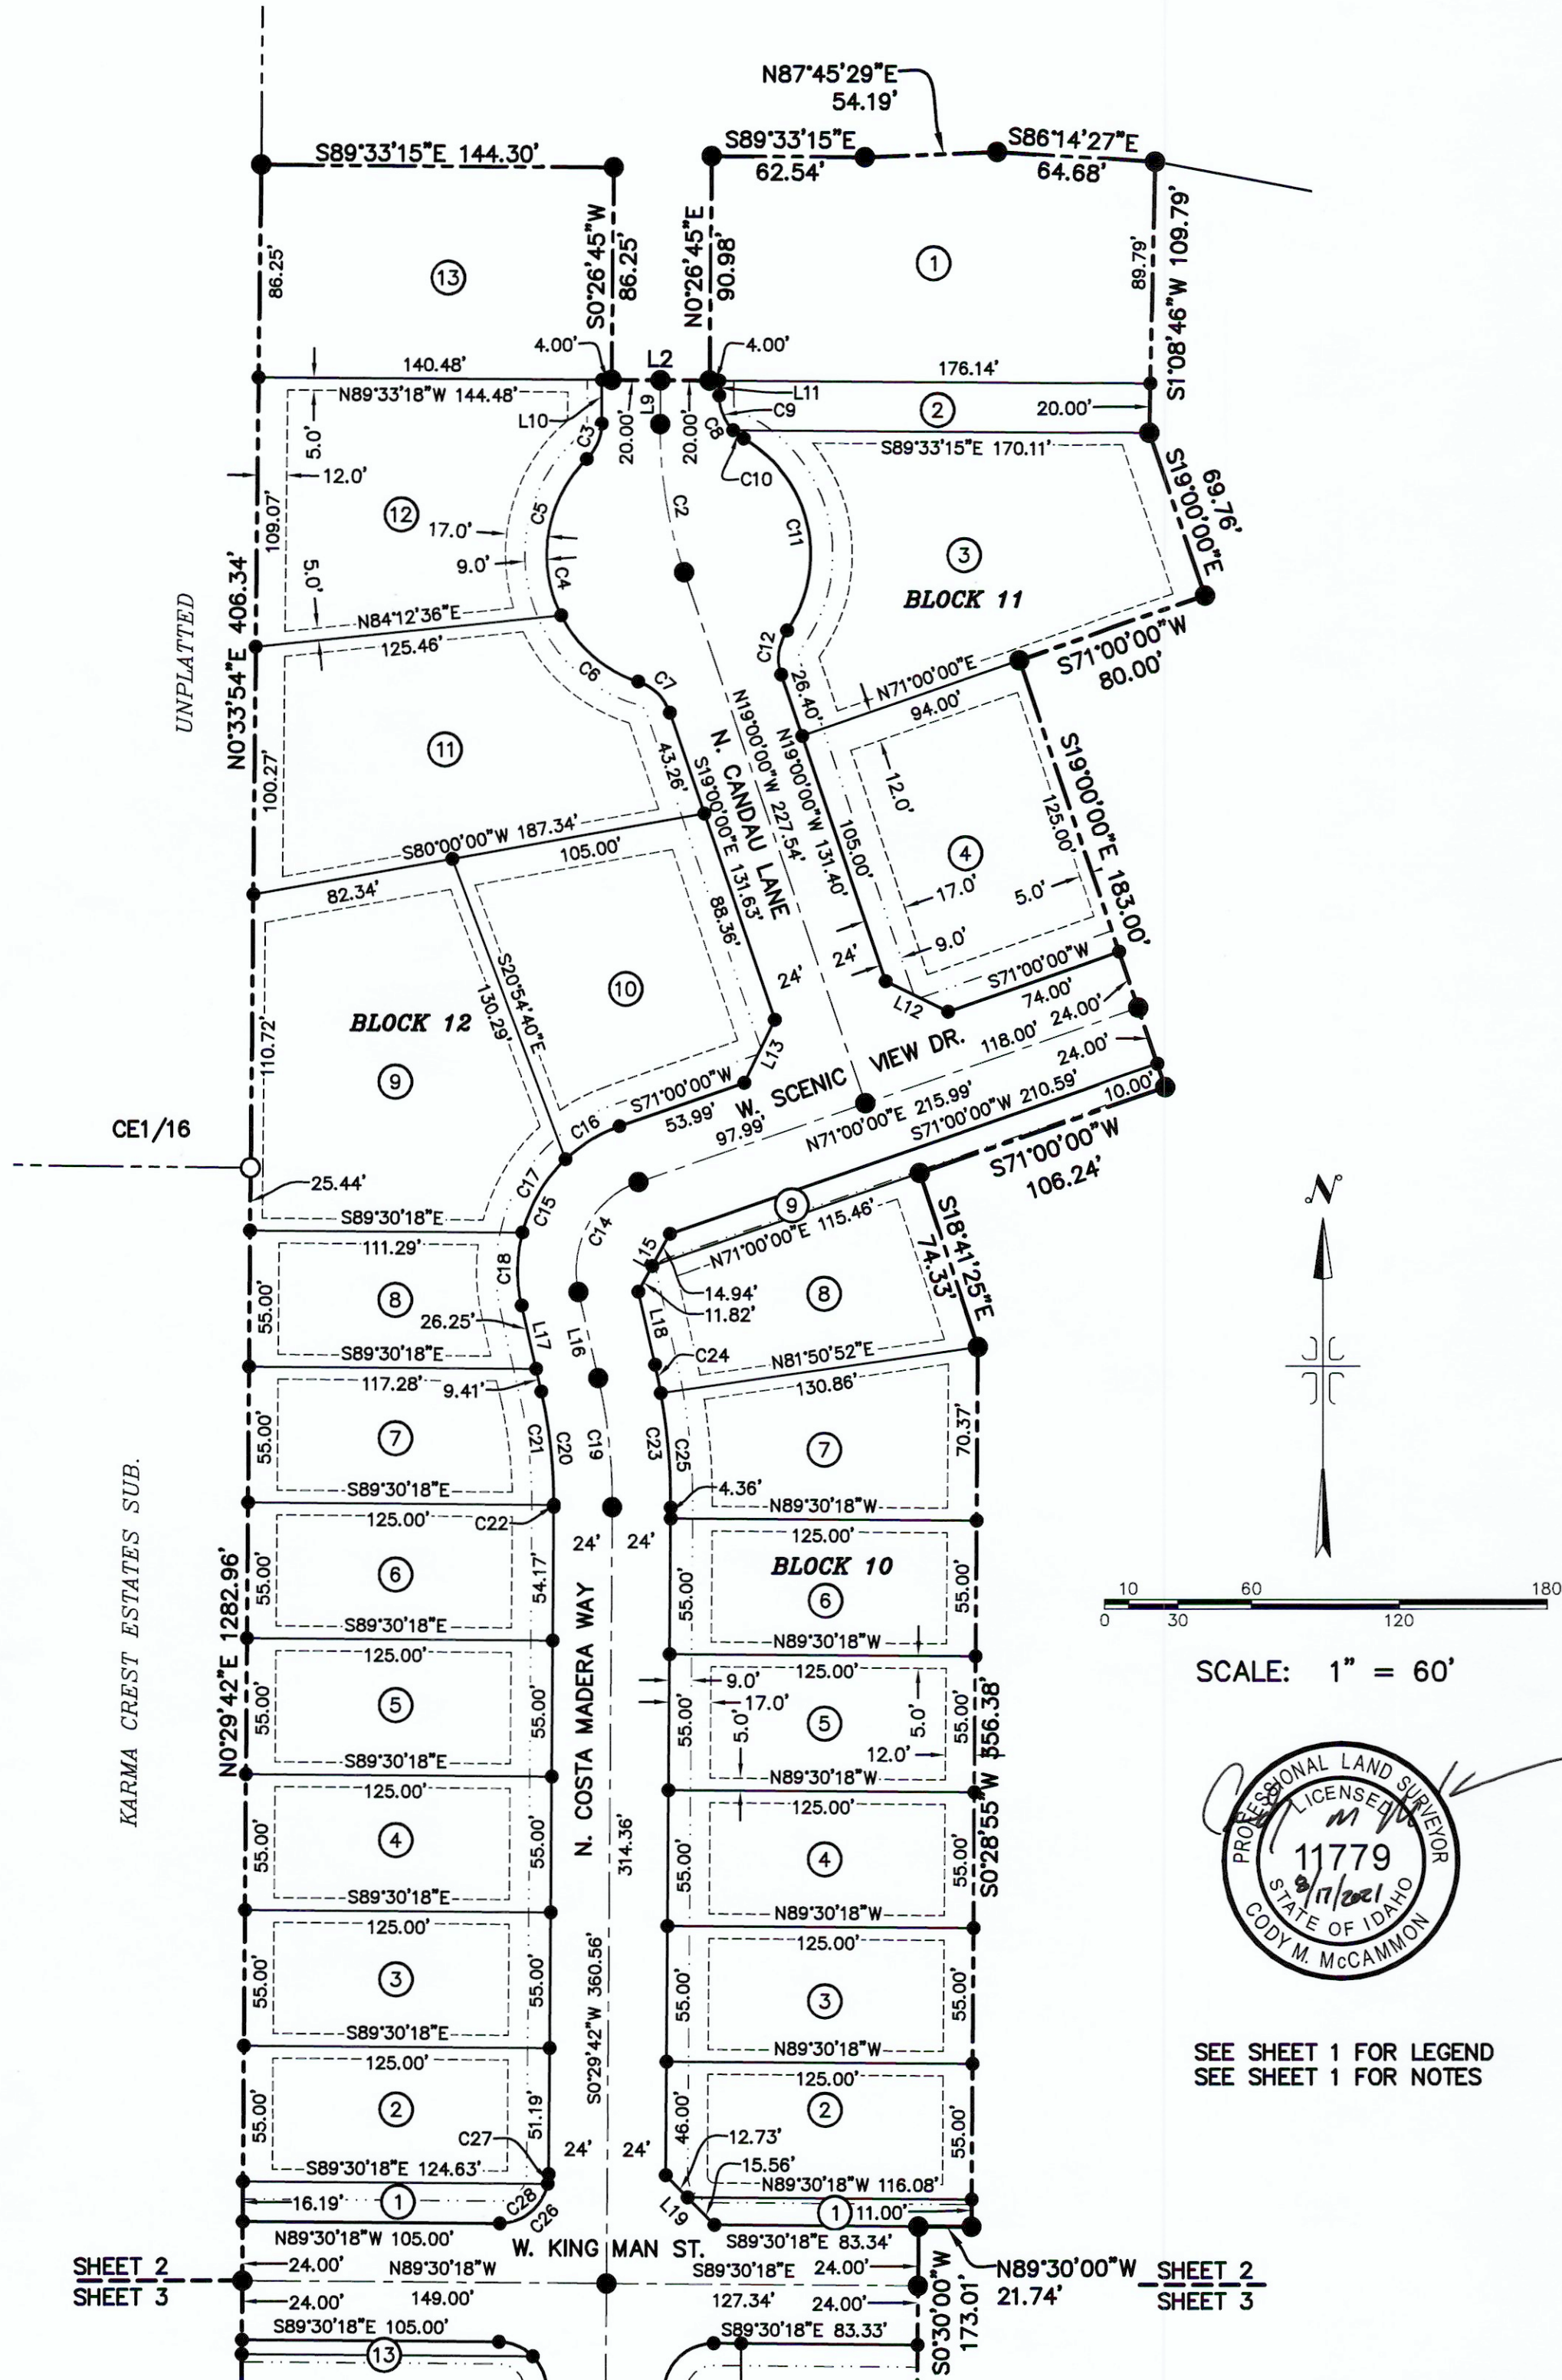 N87°45'29"E
54.19'
S89°33'15"E 144.30'
S89°33'15"E
62.54'
S86°14'27"E
64.68'
86.25'
13
S0°26'45"W
86.25'
N0°26'45"E
90.98'
1
89.79'
S1°08'46"W 109.79'
4.00'
L2
4.00'
140.48'
N89°33'18"W 144.48'
176.14'
L11
L10
C3
20.00'
L9
20.00'
C8
C9
2
20.00'
S89°33'15"E 170.11'
C10
5.0'
12.0'
109.07'
12
17.0'
C5
9.0'
C4
5.0'
C2
C11
3
BLOCK 11
S19°00'00"E
69.76'
UNPLATTED
N0°33'54"E 406.34'
N84°12'36"E
125.46'
C6
C7
C12
26.40'
N71°00'00"E
94.00'
S71°00'00"W
80.00'
100.27'
11
43.26'
S19°00'00"E 131.63'
N. CANDAU LANE
N19°00'00"W 227.54'
N19°00'00"W 131.40'
105.00'
12.0'
4
125.00'
S19°00'00"E 183.00'
S80°00'00"W 187.34'
82.34'
105.00'
88.36'
17.0'
5.0'
24'
24'
9.0'
S20°54'40"E
130.29'
10
BLOCK 12
9
110.72'
L12
S71°00'00"W
74.00'
24.00'
L13
W. SCENIC VIEW DR.
118.00'
24.00'
S71°00'00"W
53.99'
97.99'
N71°00'00"E 215.99'
S71°00'00"W 210.59'
10.00'
S71°00'00"W
106.24'
CE1/16
25.44'
C16
C17
C15
C14
9
N71°00'00"E 115.46'
S18°41'25"E
74.33'
S89°30'18"E
111.29'
C18
L15
14.94'
11.82'
8
55.00'
8
26.25'
L17
L16
L18
C24
S89°30'18"E
117.28'
9.41'
N81°50'52"E
130.86'
55.00'
7
C21
C20
C19
C23
C25
7
70.37'
S89°30'18"E
125.00'
C22
4.36'
N89°30'18"W
125.00'
24'
24'
BLOCK 10
KARMA CREST ESTATES SUB.
N0°29'42"E 1282.96'
55.00'
6
54.17'
N. COSTA MADERA WAY
55.00'
6
55.00'
S89°30'18"E
125.00'
N89°30'18"W
125.00'
55.00'
5
55.00'
55.00'
9.0'
17.0'
5.0'
5
5.0'
12.0'
55.00'
S0°28'55"W 356.38'
S89°30'18"E
125.00'
N89°30'18"W
125.00'
55.00'
4
55.00'
314.36'
55.00'
4
55.00'
S89°30'18"E
125.00'
N89°30'18"W
125.00'
55.00'
3
55.00'
S0°29'42"W 360.56'
55.00'
3
55.00'
S89°30'18"E
125.00'
N89°30'18"W
125.00'
55.00'
2
51.19'
46.00'
2
55.00'
C27
24'
24'
12.73'
15.56'
S89°30'18"E 124.63'
N89°30'18"W 116.08'
16.19'
1
C28
C26
L19
1
11.00'
N89°30'18"W 105.00'
S89°30'18"E 83.34'
W. KING MAN ST.
SHEET 2
SHEET 3
24.00'
N89°30'18"W
149.00'
24.00'
S89°30'18"E
127.34'
24.00'
24.00'
N89°30'00"W
21.74'
SHEET 2
SHEET 3
S89°30'18"E 105.00'
13
S89°30'18"E 83.33'
S0°30'00"W
173.01'
N
10
60
180
0
30
120
SCALE: 1" = 60'
PROFESSIONAL LAND SURVEYOR
LICENSED
11779
8/17/2021
STATE OF IDAHO
CODY M. McCAMMON
SEE SHEET 1 FOR LEGEND
SEE SHEET 1 FOR NOTES